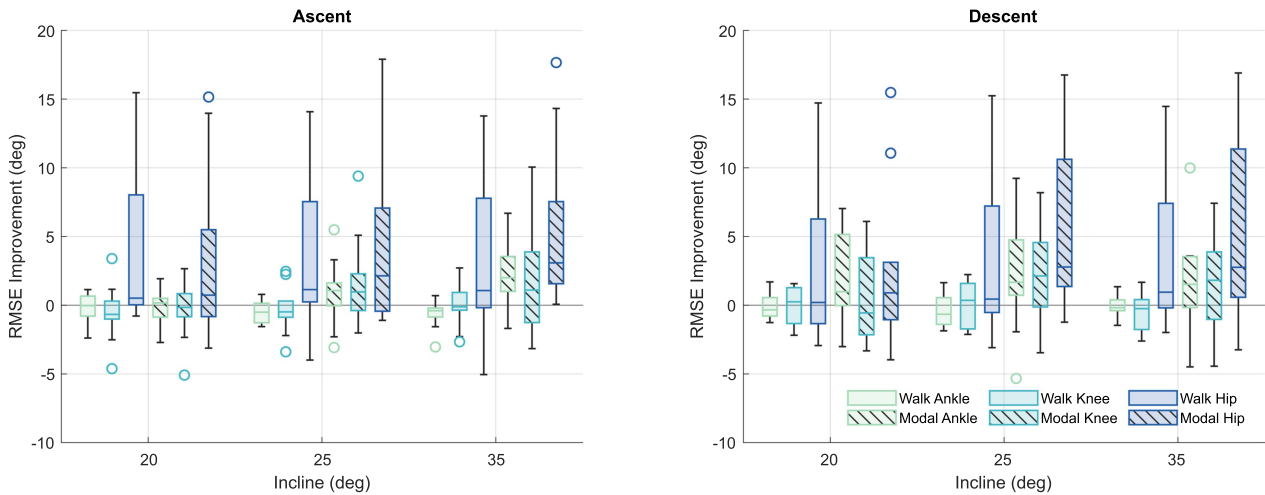 Ascent
20
15
10
5
0
-5
-10
RMSE Improvement (deg)
20
25
35
Incline (deg)
Descent
20
15
10
5
0
-5
-10
RMSE Improvement (deg)
Walk Ankle
Walk Knee
Walk Hip
Modal Ankle
Modal Knee
Modal Hip
20
25
35
Incline (deg)